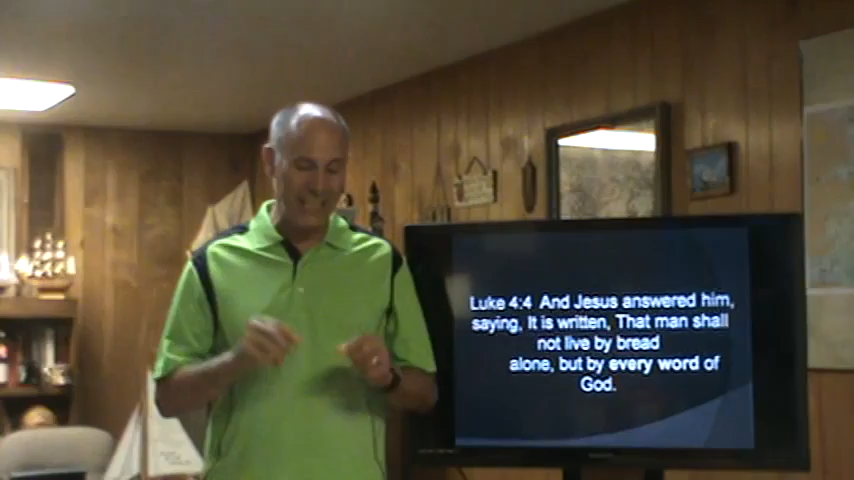 Luke 4:4 And Jesus answered him,
saying, It is written, That man shall
not live by bread
alone, but by every word of
God.